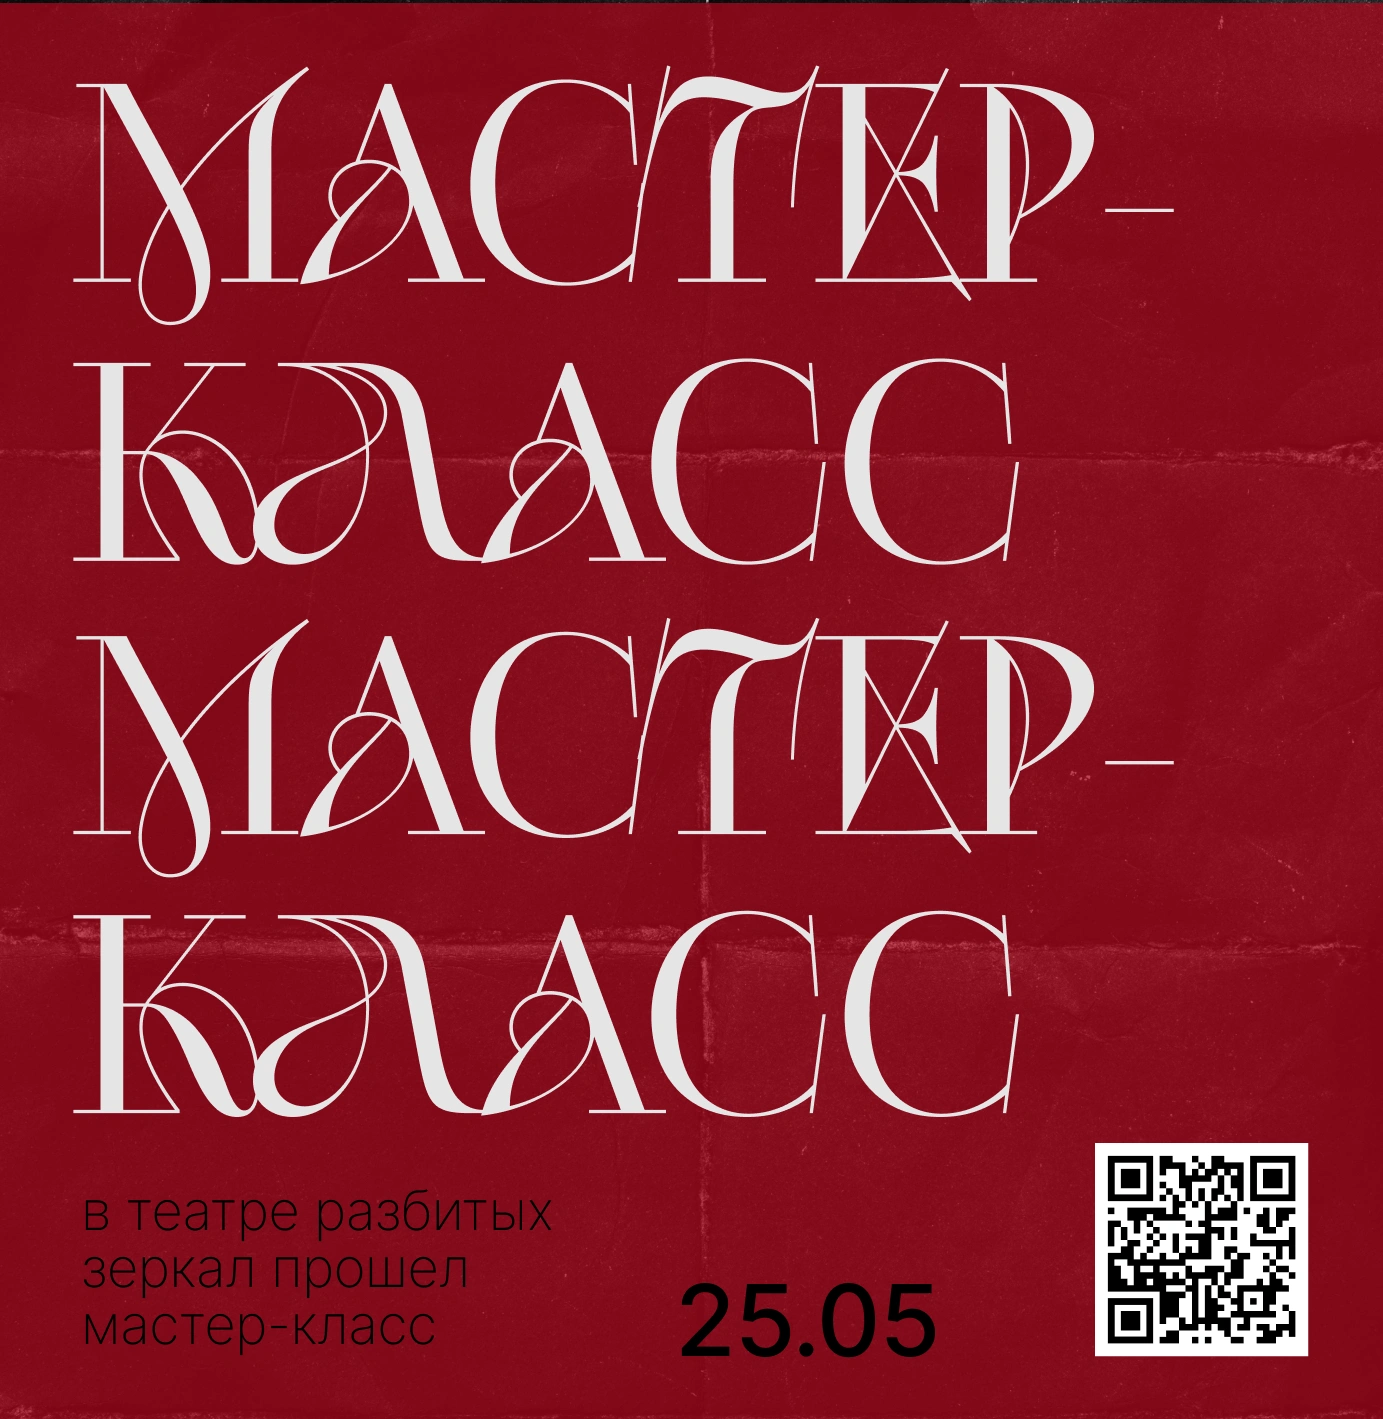 МАСТЕР-
КЛАСС
МАСТЕР-
КЛАСС
в театре разбитых
зеркал прошел
мастер-класс
25.05